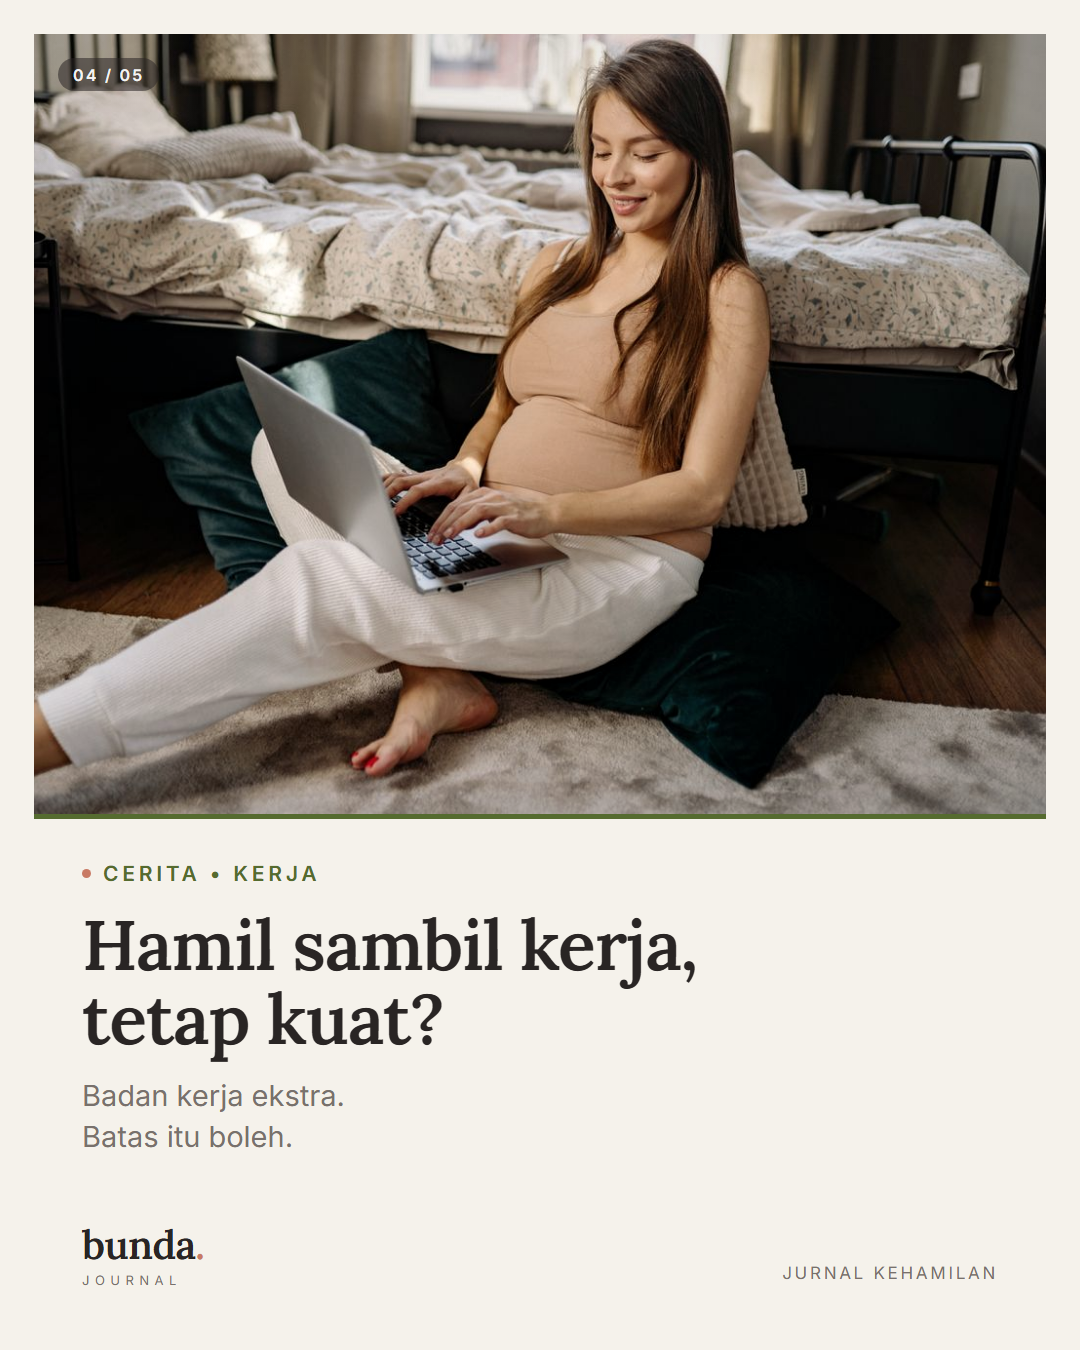 04 / 05
CERITA • KERJA
Hamil sambil kerja,
tetap kuat?
Badan kerja ekstra.
Batas itu boleh.
bunda.
JOURNAL
JURNAL KEHAMILAN